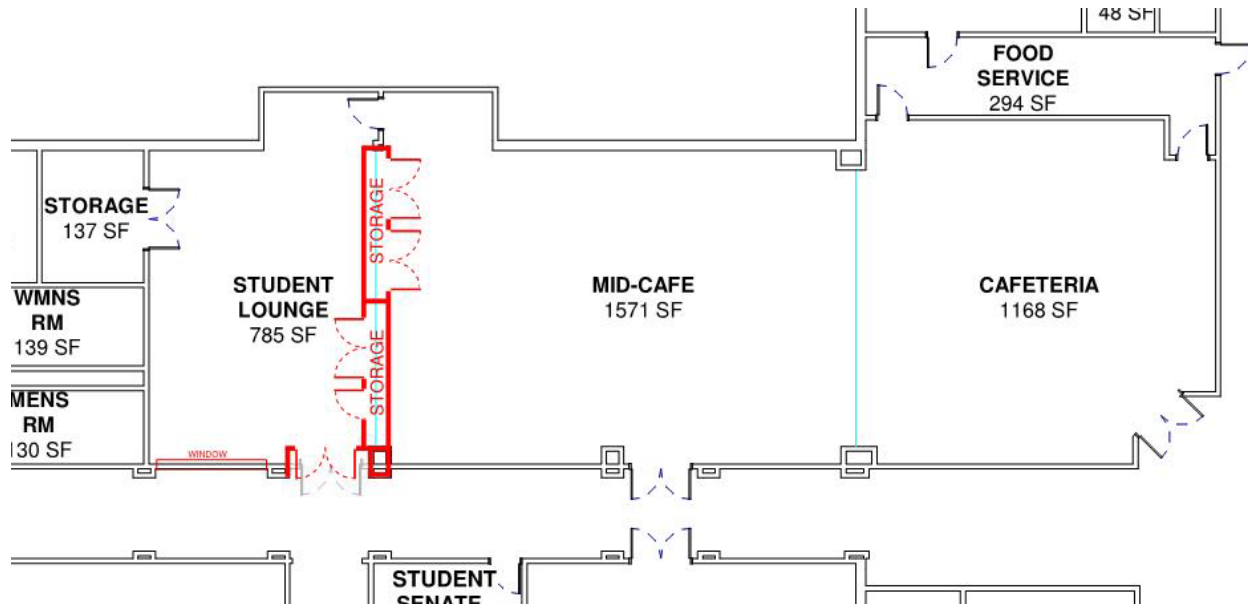 48 SF
FOOD
SERVICE
294 SF
STORAGE
137 SF
STORAGE
STUDENT
LOUNGE
785 SF
MID-CAFE
1571 SF
CAFETERIA
1168 SF
WMNS
RM
139 SF
STORAGE
MENS
RM
130 SF
WINDOW
STUDENT
SENATE